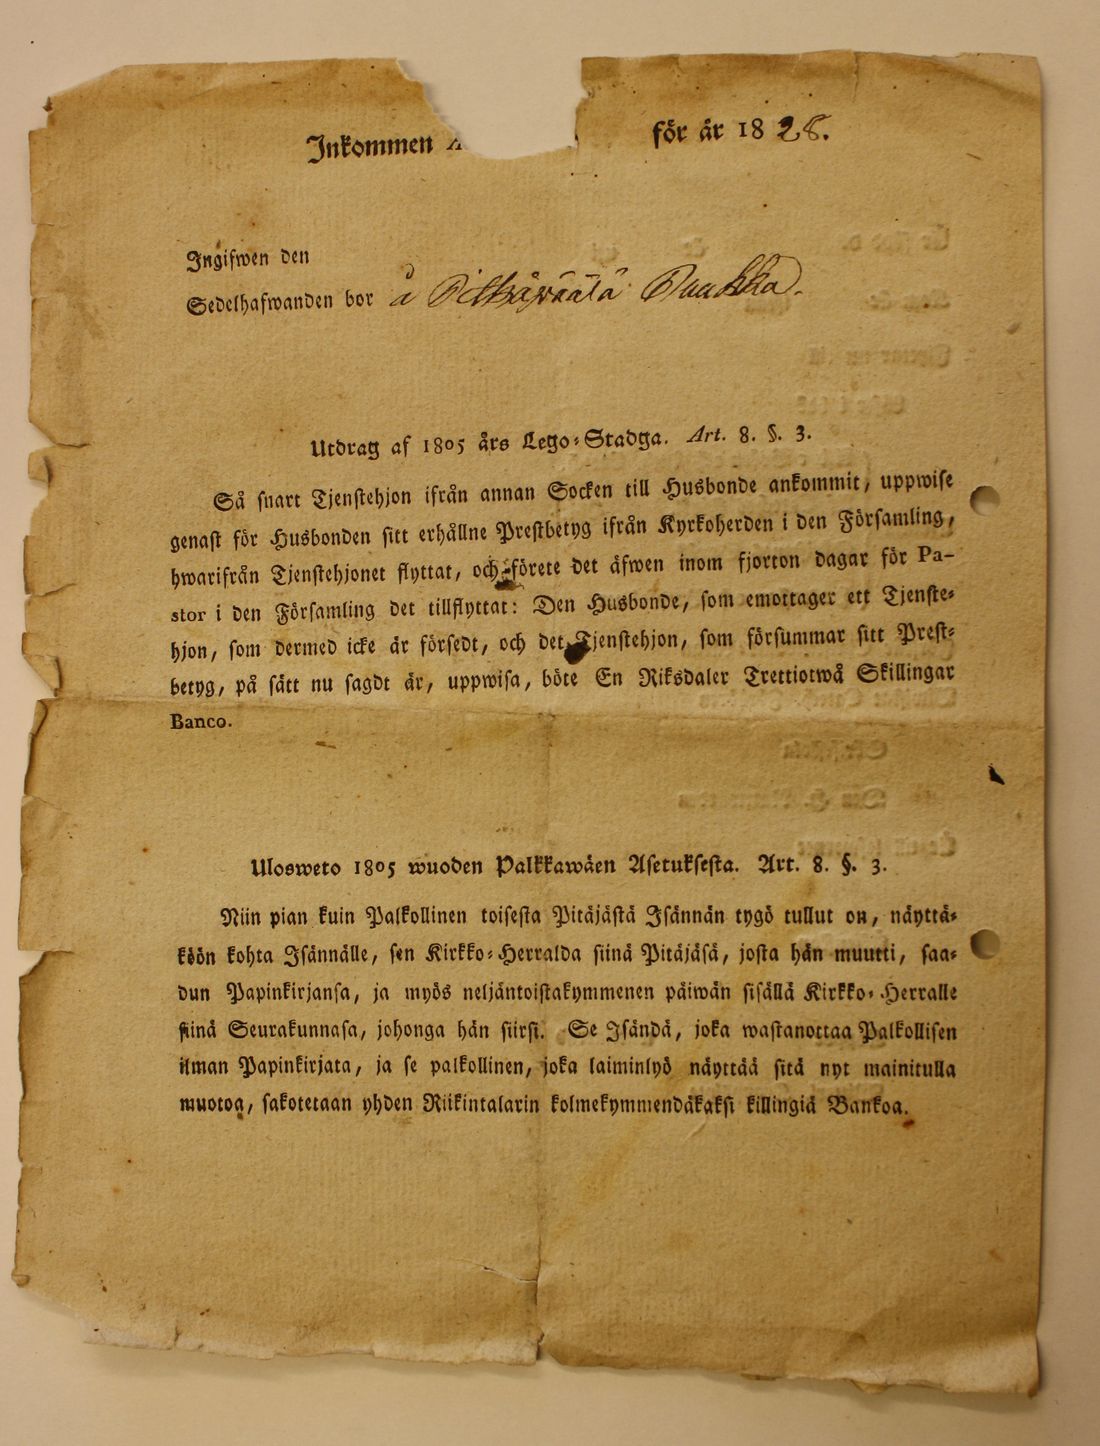 Inkommen för år 1828.
Ingifwen den
Sedelhafwanden bor å Pitkäpäälä Paakka.
Utdrag af 1805 års Lego-Stadga. Art. 8. §. 3.
Så snart Tjenstehjon ifrån annan Socken till Husbonde ankommit, uppwise
genast för Husbonden sitt erhållne Prestbetyg ifrån Kyrkoherden i den Församling,
hwarifrån Tjenstehjonet flyttat, och förete det äfwen inom fjorton dagar för Pa-
stor i den Församling det tillflyttat: Den Husbonde, som emottager ett Tjenste-
hjon, som dermed icke är försedt, och det Tjenstehjon, som försummar sitt Prest-
betyg, på sätt nu sagdt är, uppwisa, böte En Riksdaler Trettiotwå Skillingar
Banco.
Ulosweto 1805 wuoden Palkkawäen Asetuksesta. Art. 8. §. 3.
Niin pian kuin Palkollinen toisesta Pitäjästä Isännän tygö tullut on, näyttä-
köön kohta Isännälle, sen Kirkko-Herralda siinä Pitäjäsä, josta hän muutti, saa-
dun Papinkirjansa, ja myös neljäntoistakymmenen päiwän sisällä Kirkko-Herralle
siinä Seurakunnasa, johonga hän siirsi. Se Isändä, joka wastanottaa Palkollisen
ilman Papinkirjata, ja se palkollinen, joka laiminlyö näyttää sitä nyt mainitulla
muotoa, sakotetaan yhden Riikintalarin kolmekymmendäkaksi killingiä Bankoa.